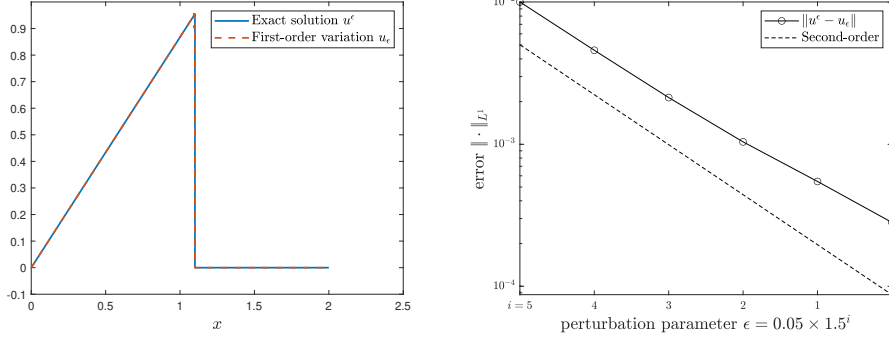 0.9
0.8
0.7
0.6
0.5
0.4
0.3
0.2
0.1
0
-0.1
0
0.5
1
1.5
2
2.5
x
Exact solution u^ϵ
First-order variation u_ϵ
10^{-3}
10^{-4}
error ‖ · ‖_{L^1}
i = 5
4
3
2
1
perturbation parameter ϵ = 0.05 × 1.5^i
‖u^ϵ − u_ϵ‖
Second-order